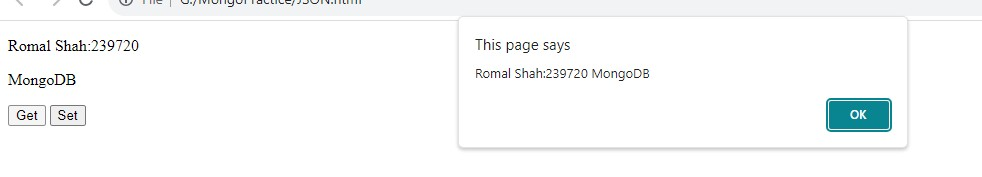 File | G:/MongoPractice/JSON.html
Romal Shah:239720
MongoDB
Get Set
This page says
Romal Shah:239720 MongoDB
OK